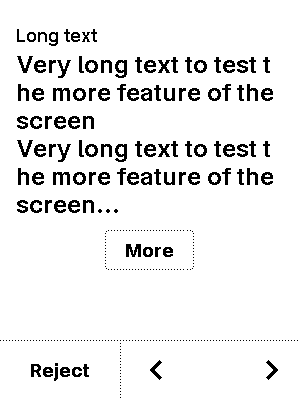 Long text
Very long text to test t
he more feature of the
screen
Very long text to test t
he more feature of the
screen...
More
Reject